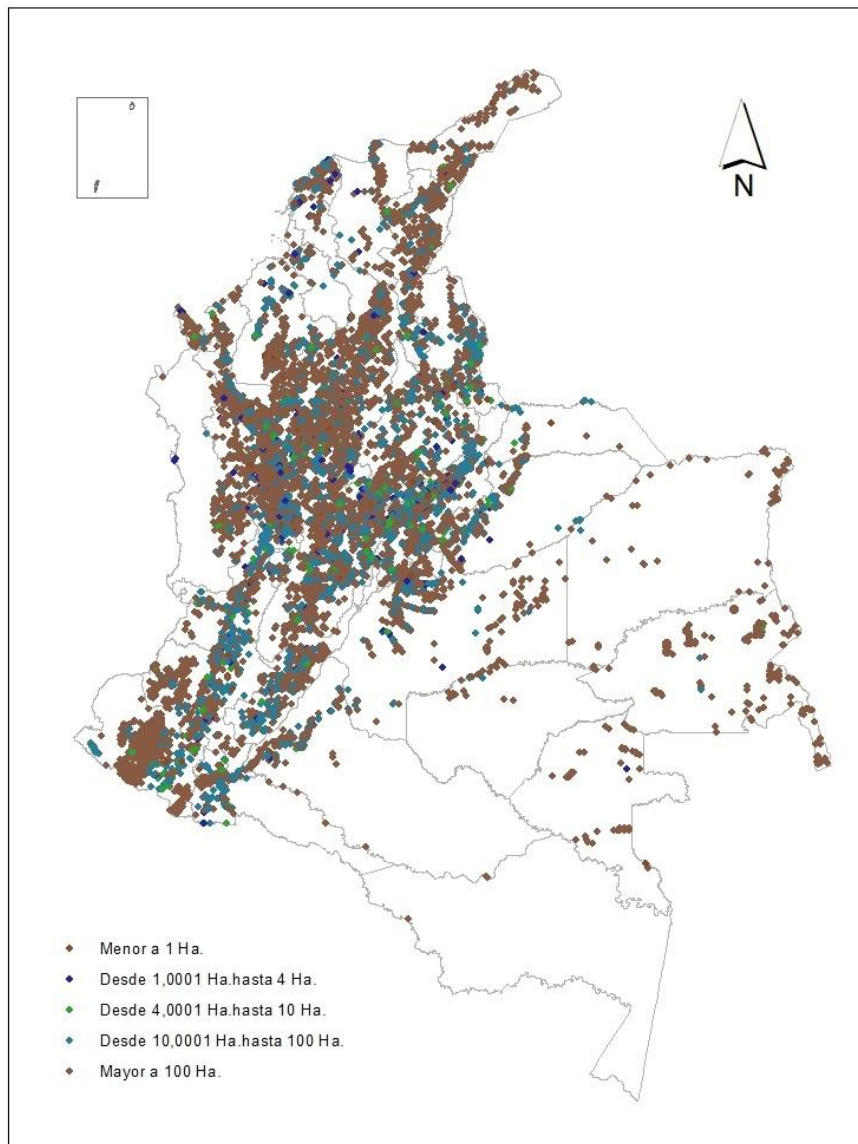 N
Menor a 1 Ha.
Desde 1,0001 Ha.hasta 4 Ha.
Desde 4,0001 Ha.hasta 10 Ha.
Desde 10,0001 Ha.hasta 100 Ha.
Mayor a 100 Ha.